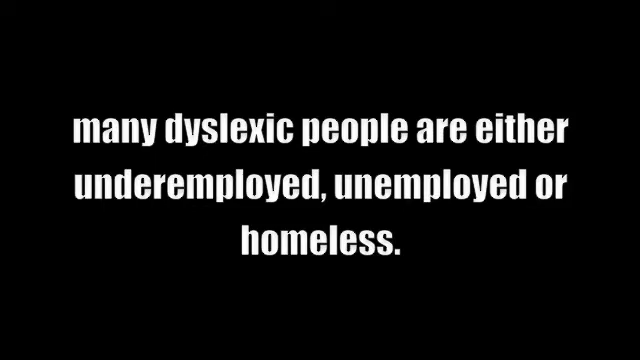 many dyslexic people are either
underemployed, unemployed or
homeless.